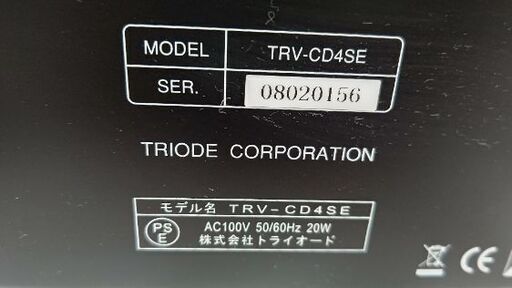 MODEL TRV-CD4SE
SER. 08020156
TRIODE CORPORATION
モデル名 TRV-CD4SE
PS E
AC100V 50/60Hz 20W
株式会社トライオード
CE